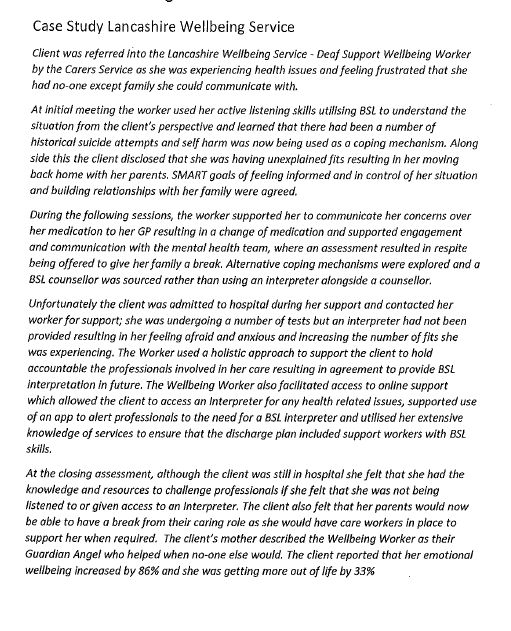 Case Study Lancashire Wellbeing Service
Client was referred into the Lancashire Wellbeing Service - Deaf Support Wellbeing Worker
by the Carers Service as she was experiencing health issues and feeling frustrated that she
had no-one except family she could communicate with.
At initial meeting the worker used her active listening skills utilising BSL to understand the
situation from the client's perspective and learned that there had been a number of
historical suicide attempts and self harm was now being used as a coping mechanism. Along
side this the client disclosed that she was having unexplained fits resulting in her moving
back home with her parents. SMART goals of feeling informed and in control of her situation
and building relationships with her family were agreed.
During the following sessions, the worker supported her to communicate her concerns over
her medication to her GP resulting in a change of medication and supported engagement
and communication with the mental health team, where an assessment resulted in respite
being offered to give her family a break. Alternative coping mechanisms were explored and a
BSL counsellor was sourced rather than using an interpreter alongside a counsellor.
Unfortunately the client was admitted to hospital during her support and contacted her
worker for support; she was undergoing a number of tests but an interpreter had not been
provided resulting in her feeling afraid and anxious and increasing the number of fits she
was experiencing. The Worker used a holistic approach to support the client to hold
accountable the professionals involved in her care resulting in agreement to provide BSL
interpretation in future. The Wellbeing Worker also facilitated access to online support
which allowed the client to access an Interpreter for any health related issues, supported use
of an app to alert professionals to the need for a BSL interpreter and utilised her extensive
knowledge of services to ensure that the discharge plan included support workers with BSL
skills.
At the closing assessment, although the client was still in hospital she felt that she had the
knowledge and resources to challenge professionals if she felt that she was not being
listened to or given access to an Interpreter. The client also felt that her parents would now
be able to have a break from their caring role as she would have care workers in place to
support her when required.  The client's mother described the Wellbeing Worker as their
Guardian Angel who helped when no-one else would. The client reported that her emotional
wellbeing increased by 86% and she was getting more out of life by 33%